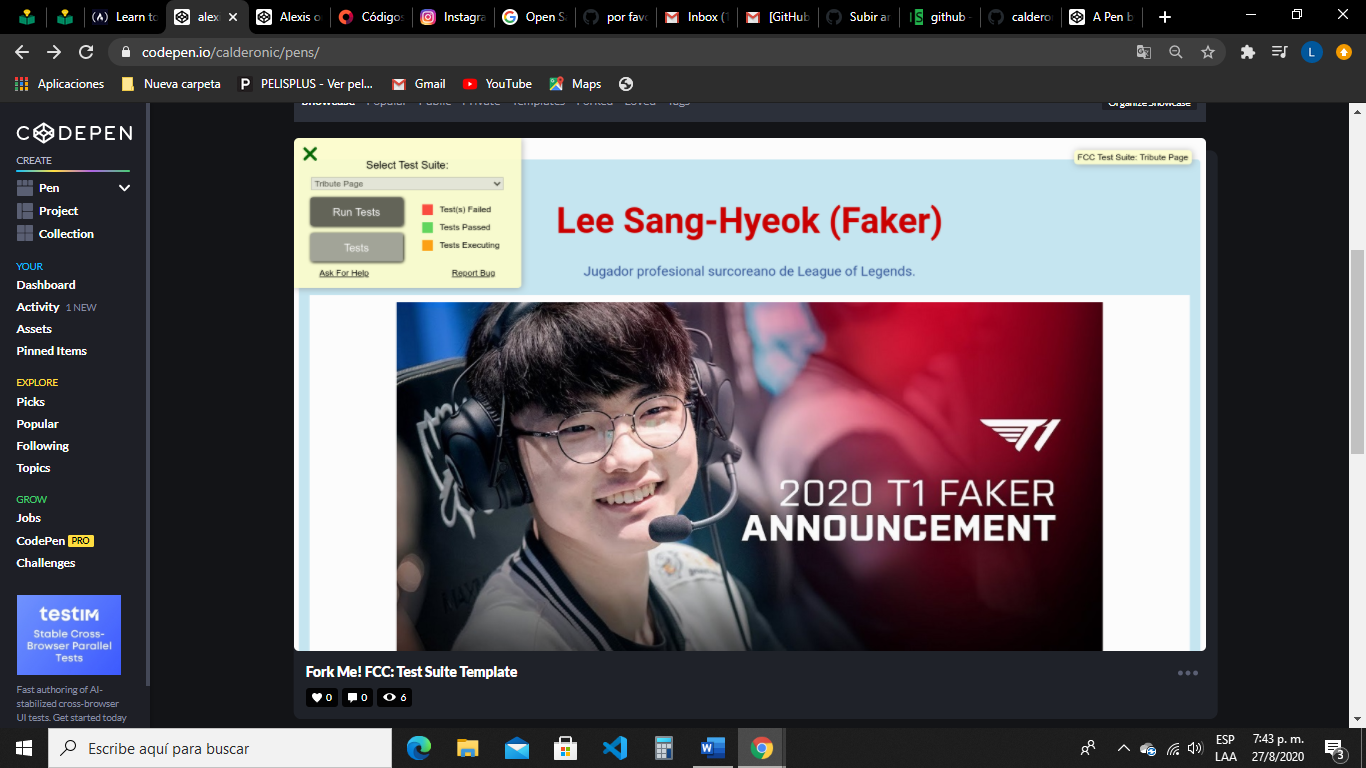 Learn to
alexi
Alexis o
Códigos
Instagra
Open Sa
por favo
Inbox (1
[GitHub
Subir ar
github -
caldero
A Pen b
codepen.io/calderonic/pens/
L
Aplicaciones
Nueva carpeta
PELISPLUS - Ver pel...
Gmail
YouTube
Maps
CODEPEN
CREATE
Pen
Project
Collection
YOUR
Dashboard
Activity 1 NEW
Assets
Pinned Items
EXPLORE
Picks
Popular
Following
Topics
GROW
Jobs
CodePen PRO
Challenges
testim
Stable Cross-
Browser Parallel
Tests
Fast authoring of AI-
stabilized cross-browser
UI tests. Get started today
Showcase Popular Public Private Templates Forked Loved Tags
Organize Showcase
Select Test Suite:
Tribute Page
Run Tests
Tests
Test(s) Failed
Tests Passed
Tests Executing
Ask For Help
Report Bug
FCC Test Suite: Tribute Page
Lee Sang-Hyeok (Faker)
Jugador profesional surcoreano de League of Legends.
T1
2020 T1 FAKER
ANNOUNCEMENT
Fork Me! FCC: Test Suite Template
0
0
6
Escribe aquí para buscar
ESP
LAA
7:43 p. m.
27/8/2020
3